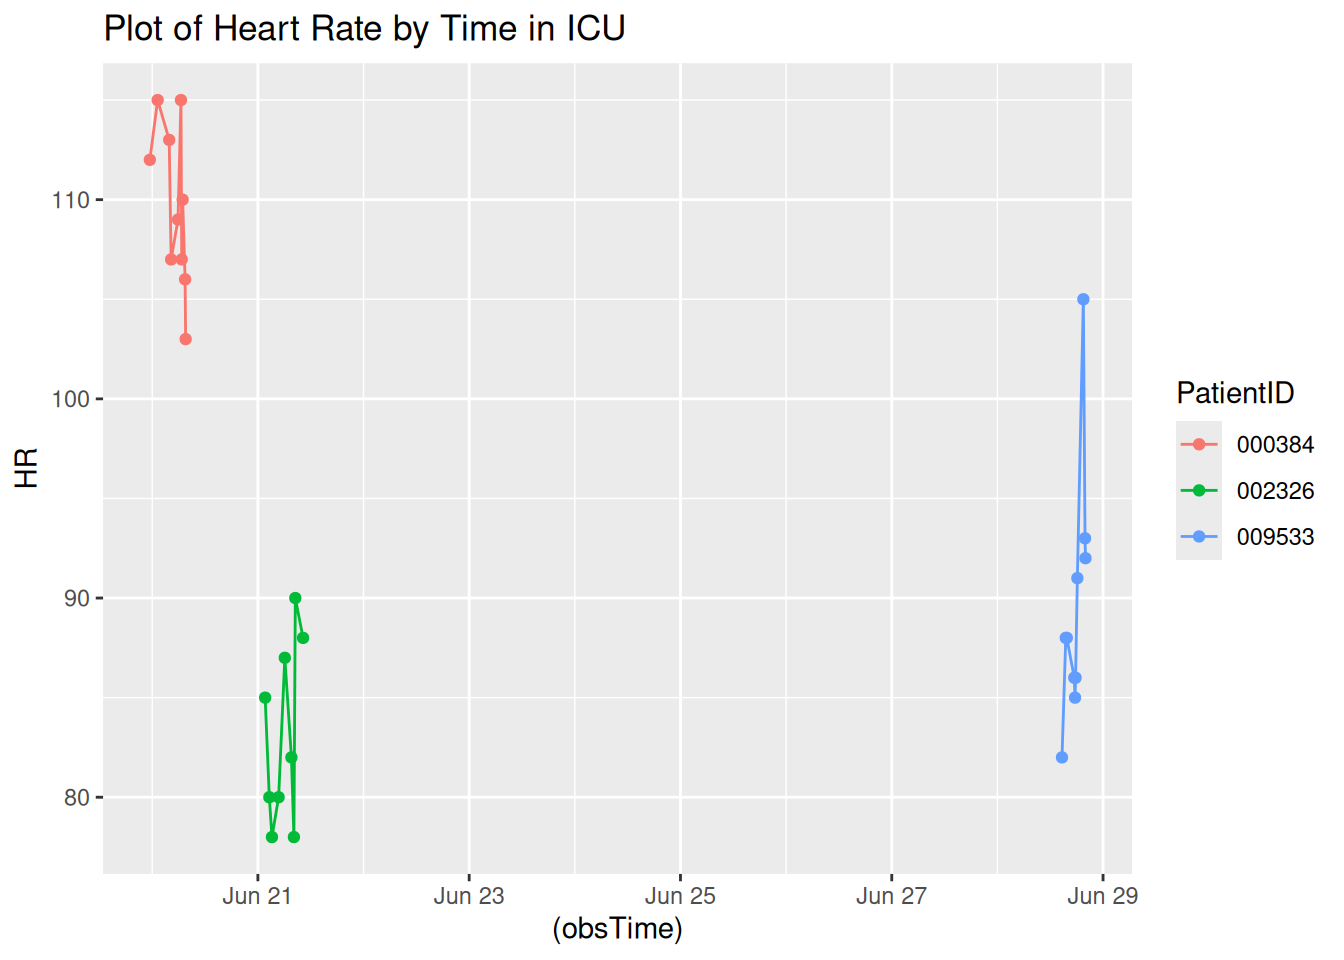 Plot of Heart Rate by Time in ICU
110
100
90
80
HR
Jun 21
Jun 23
Jun 25
Jun 27
Jun 29
(obsTime)
PatientID
000384
002326
009533